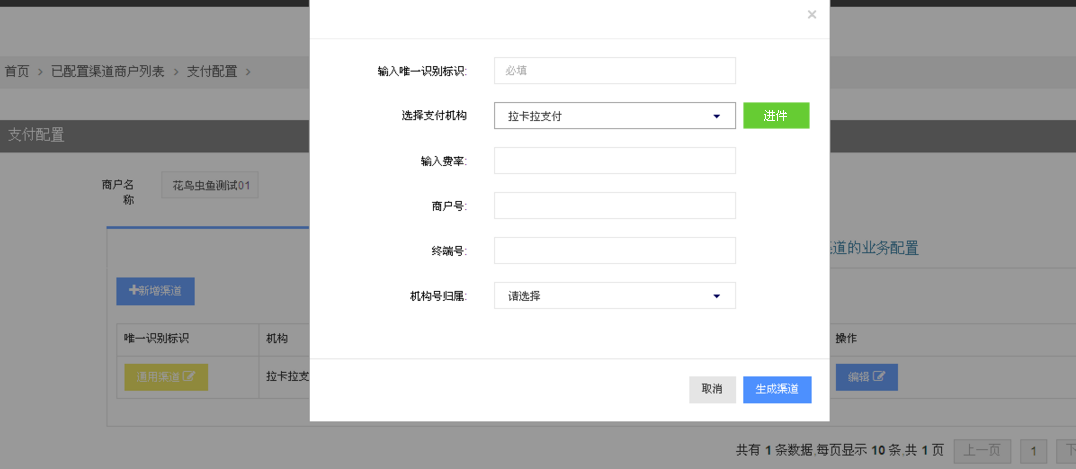 ×
首页 > 已配置渠道商户列表 > 支付配置 >
输入唯一识别标识: 必填
选择支付机构 拉卡拉支付 进件
支付配置
输入费率:
商户名称 花鸟虫鱼测试01
商户号:
终端号:
渠道的业务配置
新增渠道
机构号归属: 请选择
唯一识别标识 机构 操作
通用渠道 拉卡拉支 编辑
取消 生成渠道
共有 1 条数据,每页显示 10 条,共 1 页 上一页 1 下